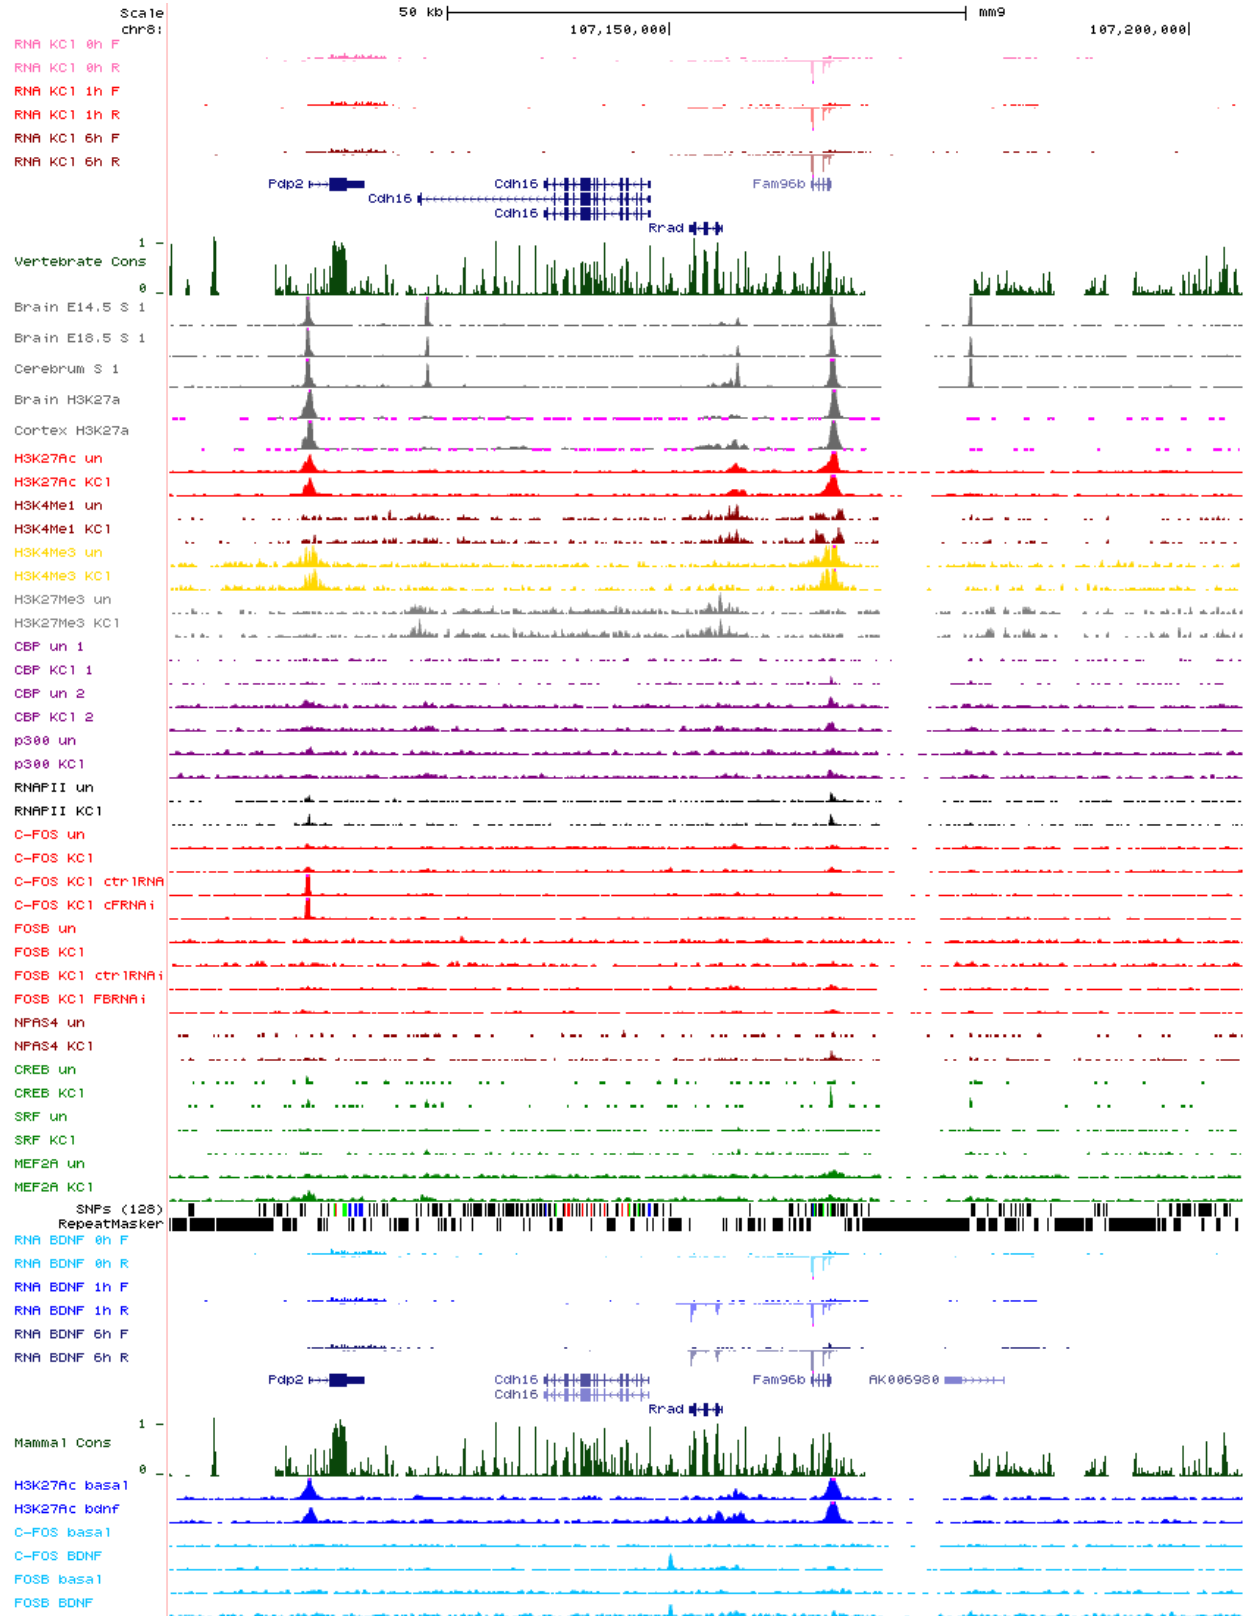 Scale 50 kb mm9
chr8: 107,150,000 107,200,000
RNA KCl 0h F
RNA KCl 0h R
RNA KCl 1h F
RNA KCl 1h R
RNA KCl 6h F
RNA KCl 6h R
Pdp2 Cdh16 Fam96b
Cdh16
Cdh16
Rrad
1
Vertebrate Cons
0
Brain E14.5 S 1
Brain E18.5 S 1
Cerebrum S 1
Brain H3K27a
Cortex H3K27a
H3K27Ac un
H3K27Ac KCl
H3K4Me1 un
H3K4Me1 KCl
H3K4Me3 un
H3K4Me3 KCl
H3K27Me3 un
H3K27Me3 KCl
CBP un 1
CBP KCl 1
CBP un 2
CBP KCl 2
p300 un
p300 KCl
RNAPII un
RNAPII KCl
C-FOS un
C-FOS KCl
C-FOS KCl ctrlRNA
C-FOS KCl cFRNAi
FOSB un
FOSB KCl
FOSB KCl ctrlRNAi
FOSB KCl FBRNAi
NPAS4 un
NPAS4 KCl
CREB un
CREB KCl
SRF un
SRF KCl
MEF2A un
MEF2A KCl
SNPs (128)
RepeatMasker
RNA BDNF 0h F
RNA BDNF 0h R
RNA BDNF 1h F
RNA BDNF 1h R
RNA BDNF 6h F
RNA BDNF 6h R
Pdp2 Cdh16 Fam96b AK006980
Cdh16
Rrad
1
Mammal Cons
0
H3K27Ac basal
H3K27Ac bdnf
C-FOS basal
C-FOS BDNF
FOSB basal
FOSB BDNF